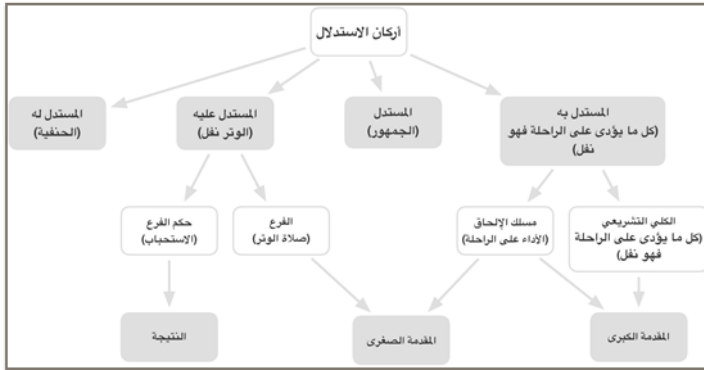 أركان الاستدلال
المستدل به
(كل ما يؤدى على الراحلة فهو
نفل)
المستدل
(الجمهور)
المستدل عليه
(الوتر نفل)
المستدل له
(الحنفية)
الكلي التشريعي
(كل ما يؤدى على الراحلة
فهو نفل)
مسلك الإلحاق
(الأداء على الراحلة)
الفرع
(صلاة الوتر)
حكم الفرع
(الاستحباب)
المقدمة الكبرى
المقدمة الصغرى
النتيجة